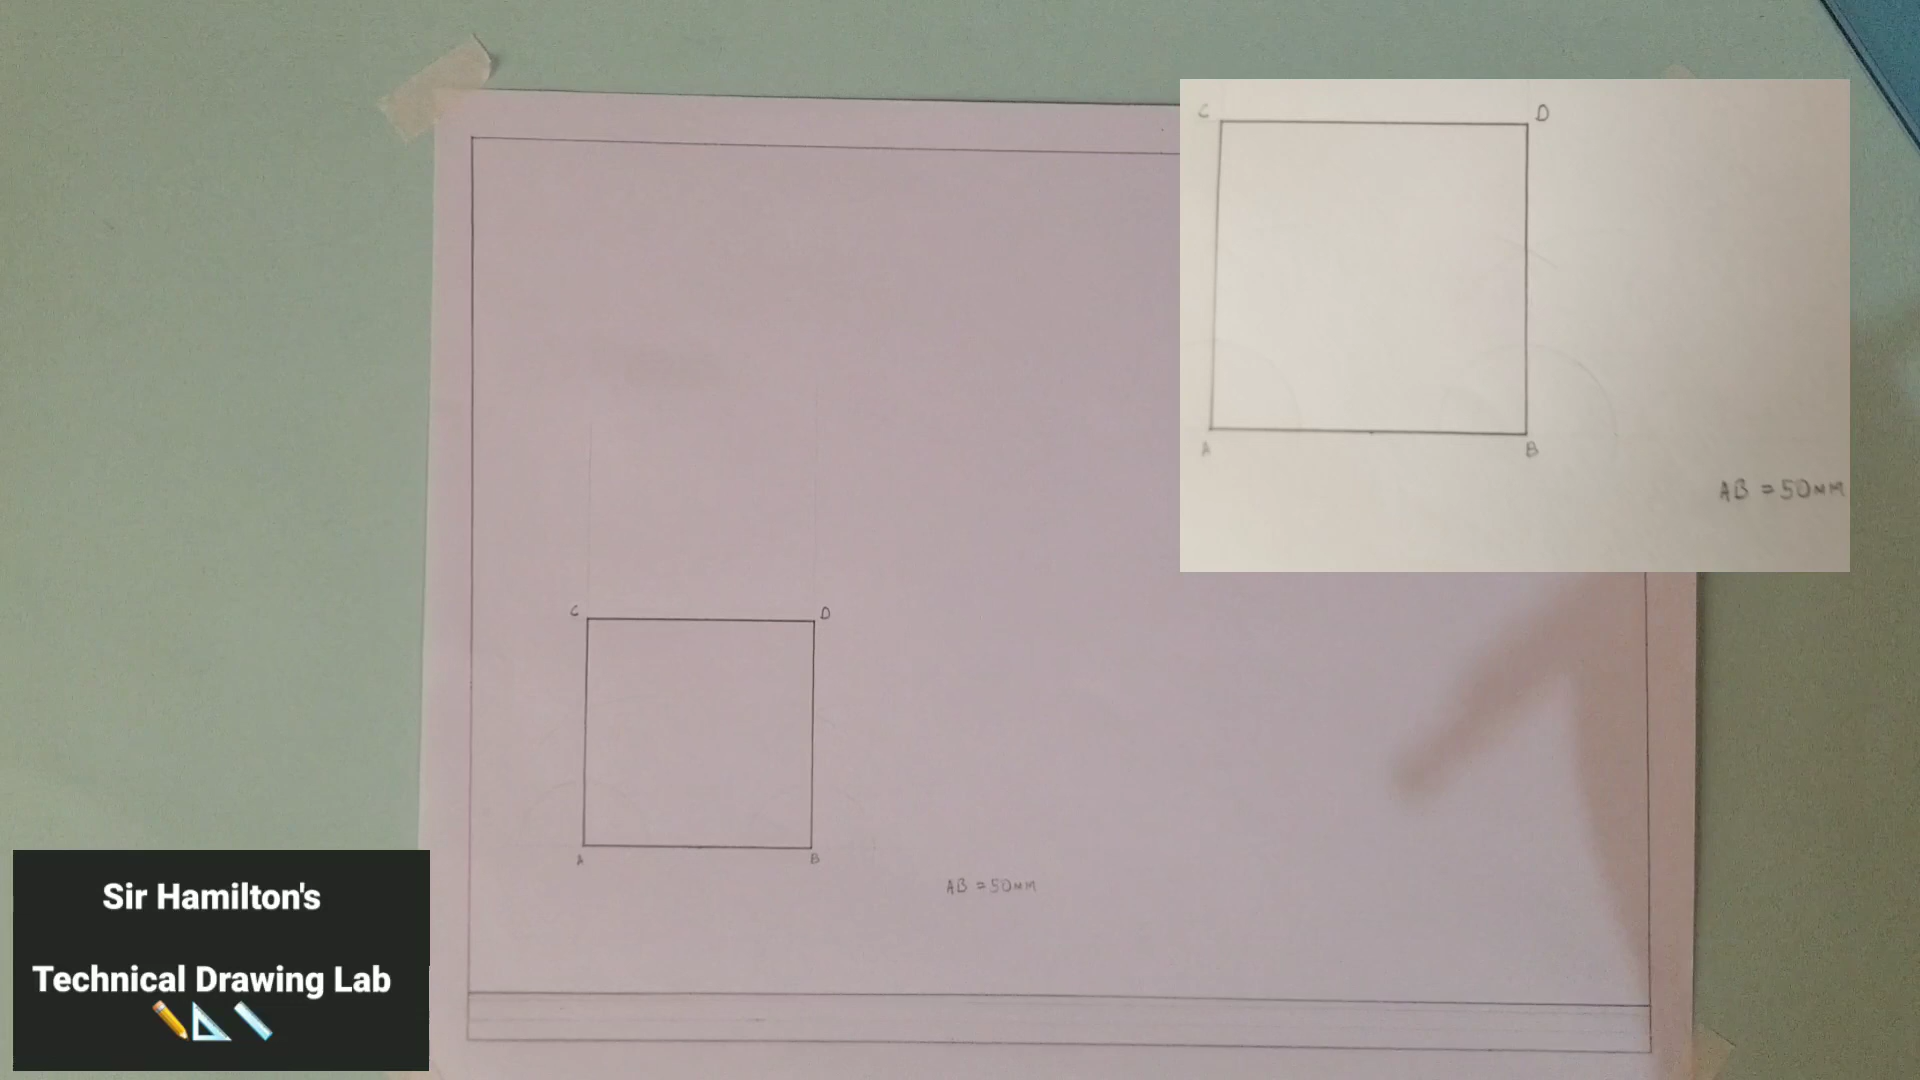 C D
A B
AB = 50MM
C D
A B
AB = 50MM
Sir Hamilton's
Technical Drawing Lab